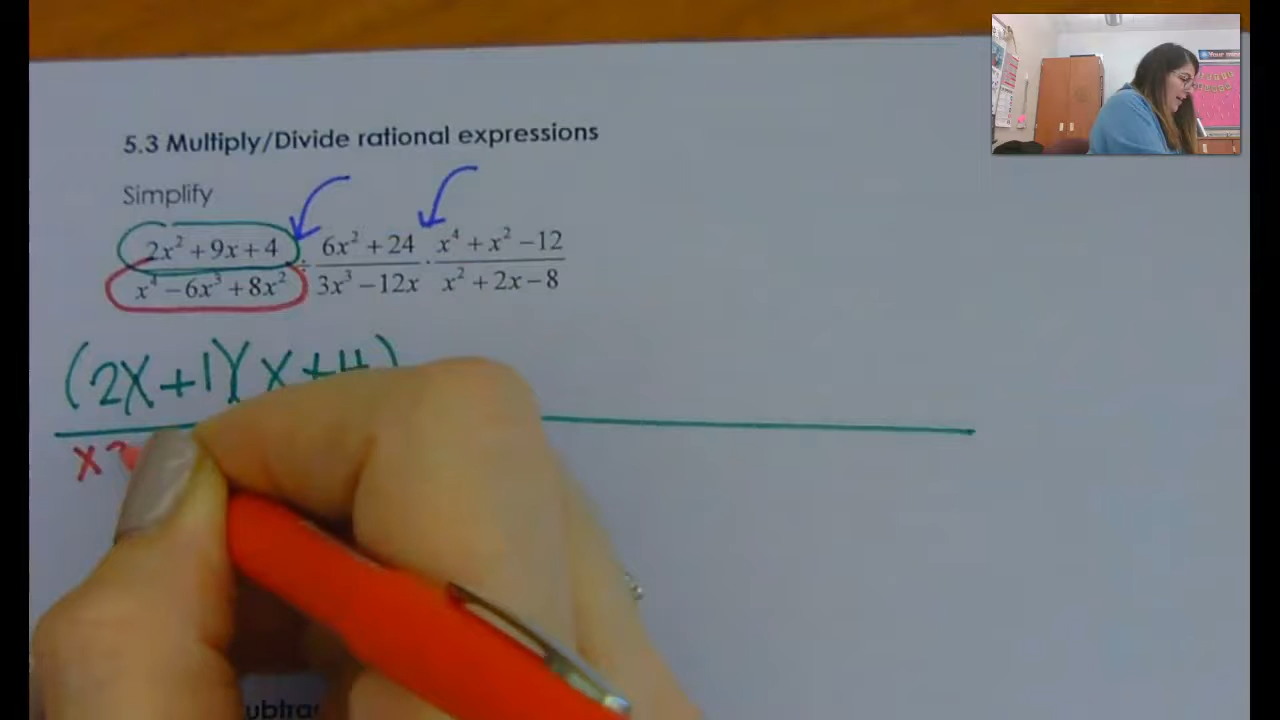 5.3 Multiply/Divide rational expressions
Simplify
2x² + 9x + 4 / x⁴ − 6x³ + 8x² ÷ 6x² + 24 / 3x³ − 12x · x⁴ + x² − 12 / x² + 2x − 8
(2x+1)(x+4)
x²